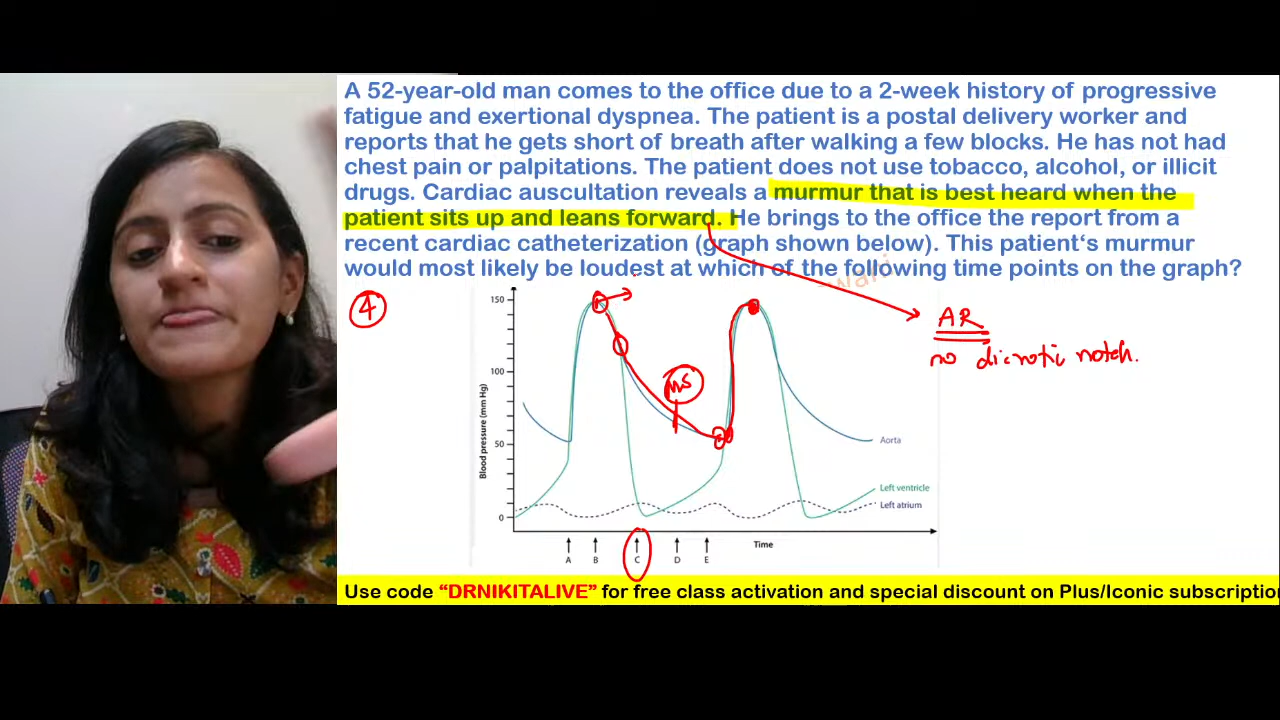 A 52-year-old man comes to the office due to a 2-week history of progressive
fatigue and exertional dyspnea. The patient is a postal delivery worker and
reports that he gets short of breath after walking a few blocks. He has not had
chest pain or palpitations. The patient does not use tobacco, alcohol, or illicit
drugs. Cardiac auscultation reveals a murmur that is best heard when the
patient sits up and leans forward. He brings to the office the report from a
recent cardiac catheterization (graph shown below). This patient's murmur
would most likely be loudest at which of the following time points on the graph?
4
AR
no dicrotic notch.
MS
150
100
50
0
Blood pressure (mm Hg)
Aorta
Left ventricle
Left atrium
A B C D E
Time
Use code "DRNIKITALIVE" for free class activation and special discount on Plus/Iconic subscription